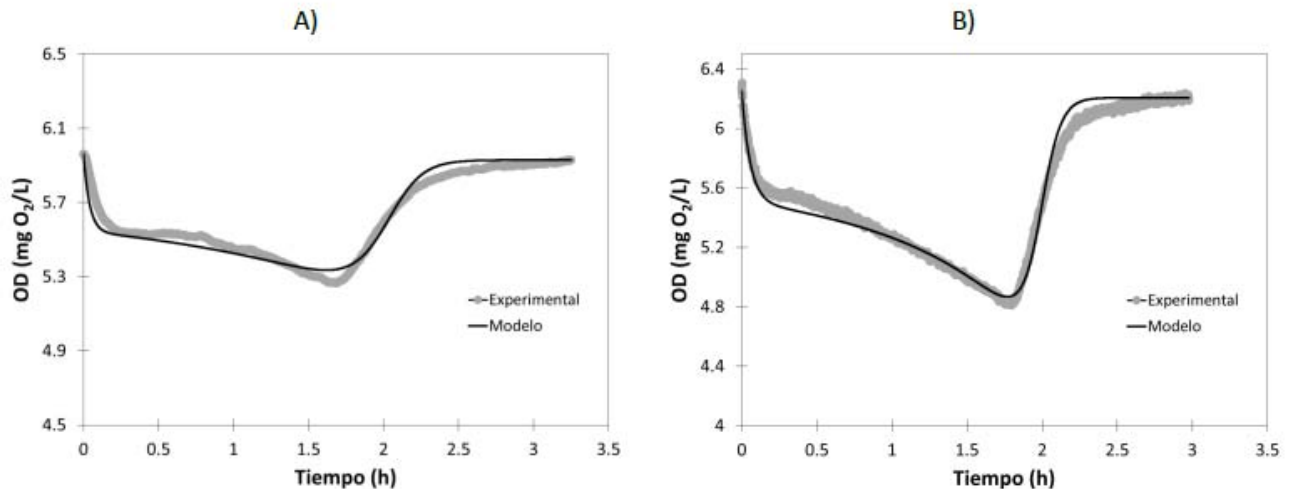 A)
6.5
6.1
5.7
5.3
4.9
4.5
OD (mg O₂/L)
0 0.5 1 1.5 2 2.5 3 3.5
Tiempo (h)
Experimental
Modelo
B)
6.4
6
5.6
5.2
4.8
4.4
4
OD (mg O₂/L)
0 0.5 1 1.5 2 2.5 3 3.5
Tiempo (h)
Experimental
Modelo